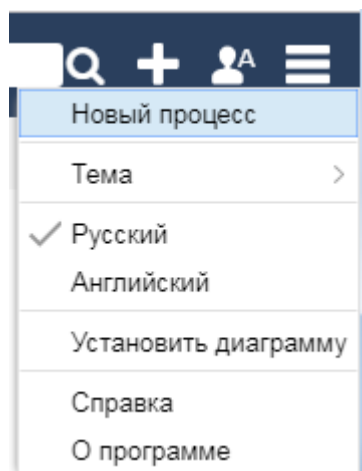 A
Новый процесс
Тема
Русский
Английский
Установить диаграмму
Справка
О программе